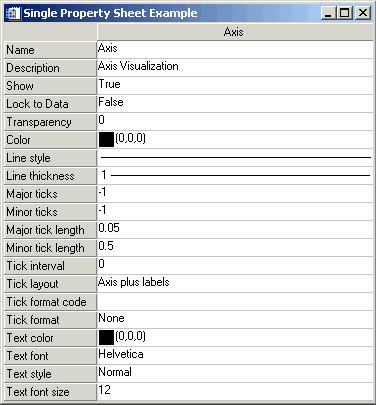 Single Property Sheet Example
Axis
Name Axis
Description Axis Visualization
Show True
Lock to Data False
Transparency 0
Color (0,0,0)
Line style
Line thickness 1
Major ticks -1
Minor ticks -1
Major tick length 0.05
Minor tick length 0.5
Tick interval 0
Tick layout Axis plus labels
Tick format code
Tick format None
Text color (0,0,0)
Text font Helvetica
Text style Normal
Text font size 12